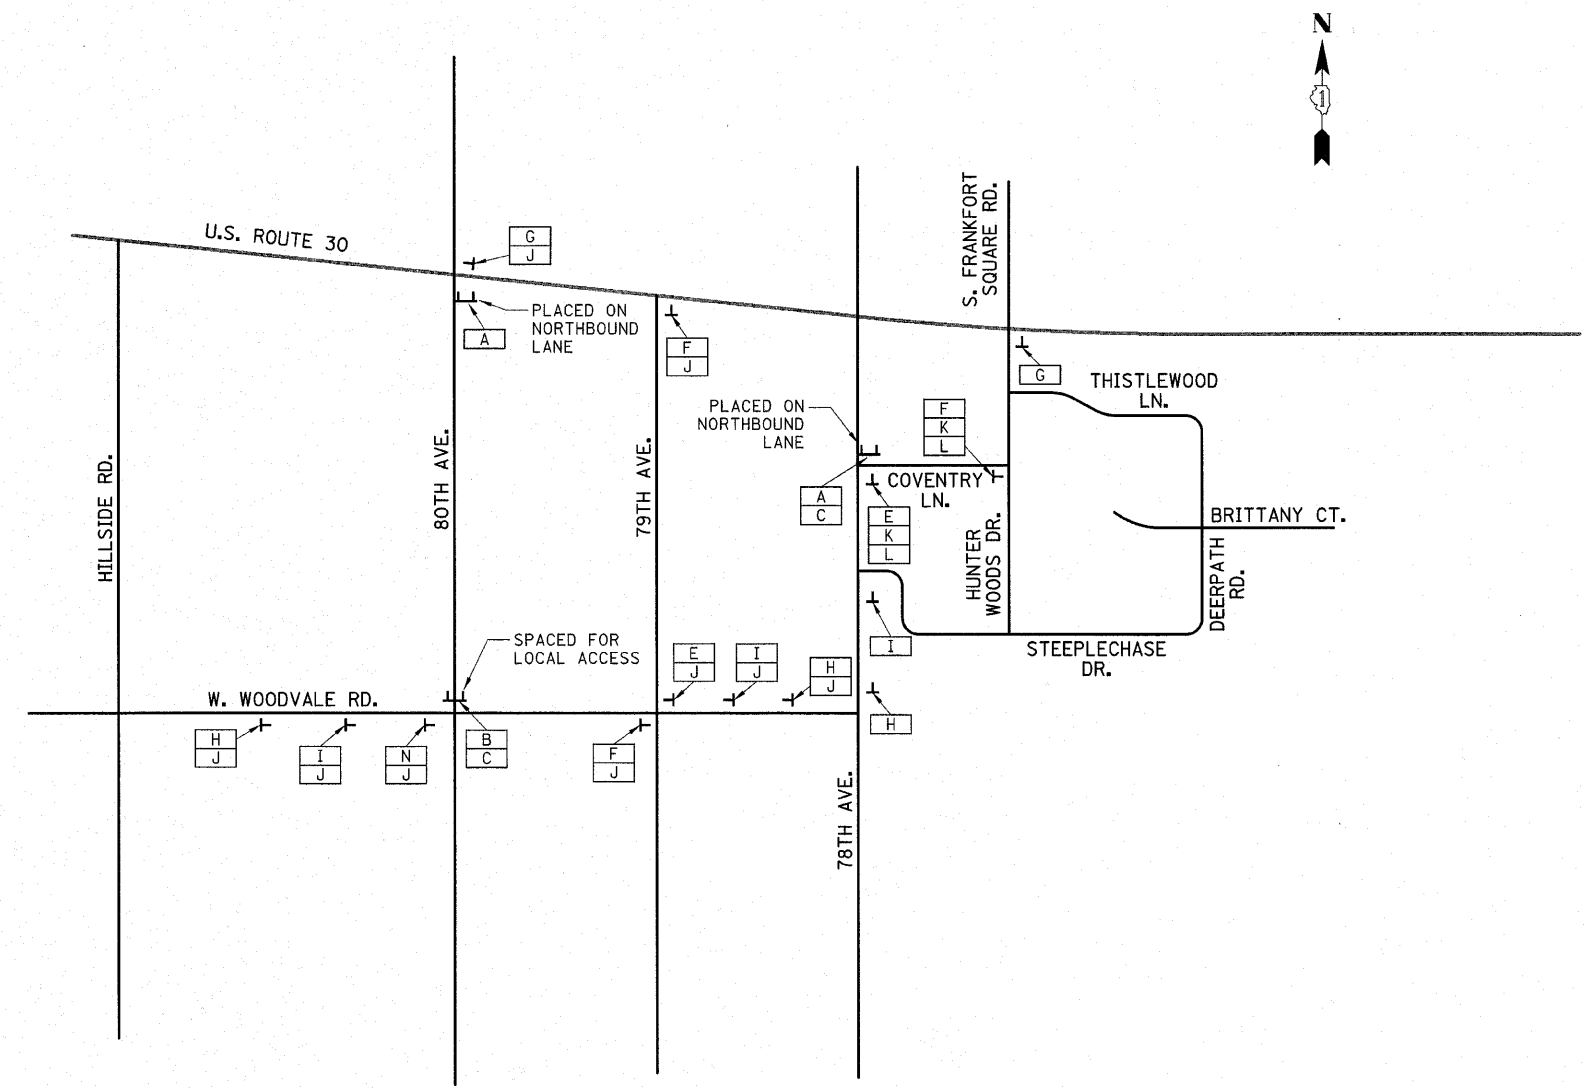 N
1
U.S. ROUTE 30
G
J
PLACED ON
NORTHBOUND
LANE
A
F
J
S. FRANKFORT
SQUARE RD.
G
THISTLEWOOD
LN.
PLACED ON
NORTHBOUND
LANE
F
K
L
HILLSIDE RD.
80TH AVE.
79TH AVE.
COVENTRY
LN.
A
C
E
K
L
HUNTER
WOODS DR.
BRITTANY CT.
DEERPATH
RD.
I
STEEPLECHASE
DR.
SPACED FOR
LOCAL ACCESS
E
J
I
J
H
J
W. WOODVALE RD.
H
H
J
I
J
N
J
B
C
F
J
78TH AVE.